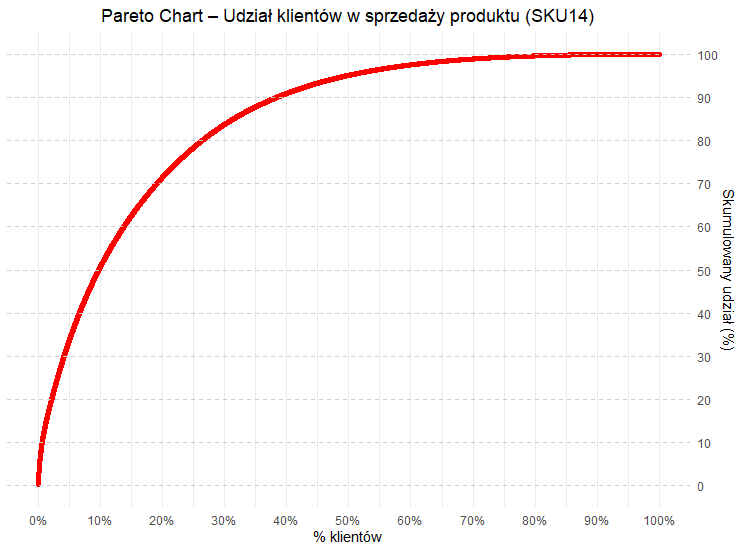 Pareto Chart – Udział klientów w sprzedaży produktu (SKU14)
100
90
80
70
60
50
40
30
20
10
0
Skumulowany udział (%)
0% 10% 20% 30% 40% 50% 60% 70% 80% 90% 100%
% klientów